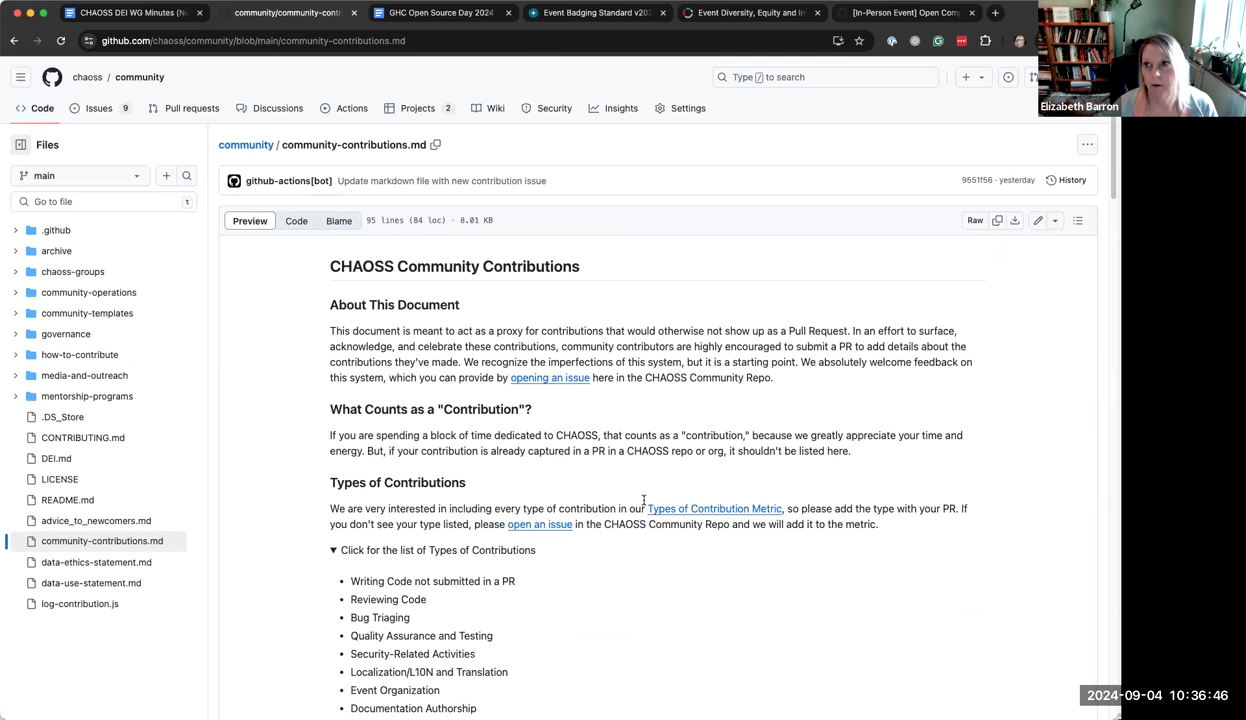 CHAOSS DEI WG Minutes (Ne
community/community-contri
GHC Open Source Day 2024
Event Badging Standard v202
Event Diversity, Equity and In
[In-Person Event] Open Com
github.com/chaoss/community/blob/main/community-contributions.md
chaoss / community
Type / to search
Elizabeth Barron
Code
Issues 9
Pull requests
Discussions
Actions
Projects 2
Wiki
Security
Insights
Settings
Files
main
Go to file
t
.github
archive
chaoss-groups
community-operations
community-templates
governance
how-to-contribute
media-and-outreach
mentorship-programs
.DS_Store
CONTRIBUTING.md
DEI.md
LICENSE
README.md
advice_to_newcomers.md
community-contributions.md
data-ethics-statement.md
data-use-statement.md
log-contribution.js
community / community-contributions.md
github-actions[bot] Update markdown file with new contribution issue
9551f56 · yesterday
History
Preview
Code
Blame
95 lines (84 loc) · 8.01 KB
Raw
CHAOSS Community Contributions
About This Document
This document is meant to act as a proxy for contributions that would otherwise not show up as a Pull Request. In an effort to surface,
acknowledge, and celebrate these contributions, community contributors are highly encouraged to submit a PR to add details about the
contributions they've made. We recognize the imperfections of this system, but it is a starting point. We absolutely welcome feedback on
this system, which you can provide by opening an issue here in the CHAOSS Community Repo.
What Counts as a "Contribution"?
If you are spending a block of time dedicated to CHAOSS, that counts as a "contribution," because we greatly appreciate your time and
energy. But, if your contribution is already captured in a PR in a CHAOSS repo or org, it shouldn't be listed here.
Types of Contributions
We are very interested in including every type of contribution in our Types of Contribution Metric, so please add the type with your PR. If
you don't see your type listed, please open an issue in the CHAOSS Community Repo and we will add it to the metric.
▼ Click for the list of Types of Contributions
• Writing Code not submitted in a PR
• Reviewing Code
• Bug Triaging
• Quality Assurance and Testing
• Security-Related Activities
• Localization/L10N and Translation
• Event Organization
• Documentation Authorship
2024-09-04 10:36:46